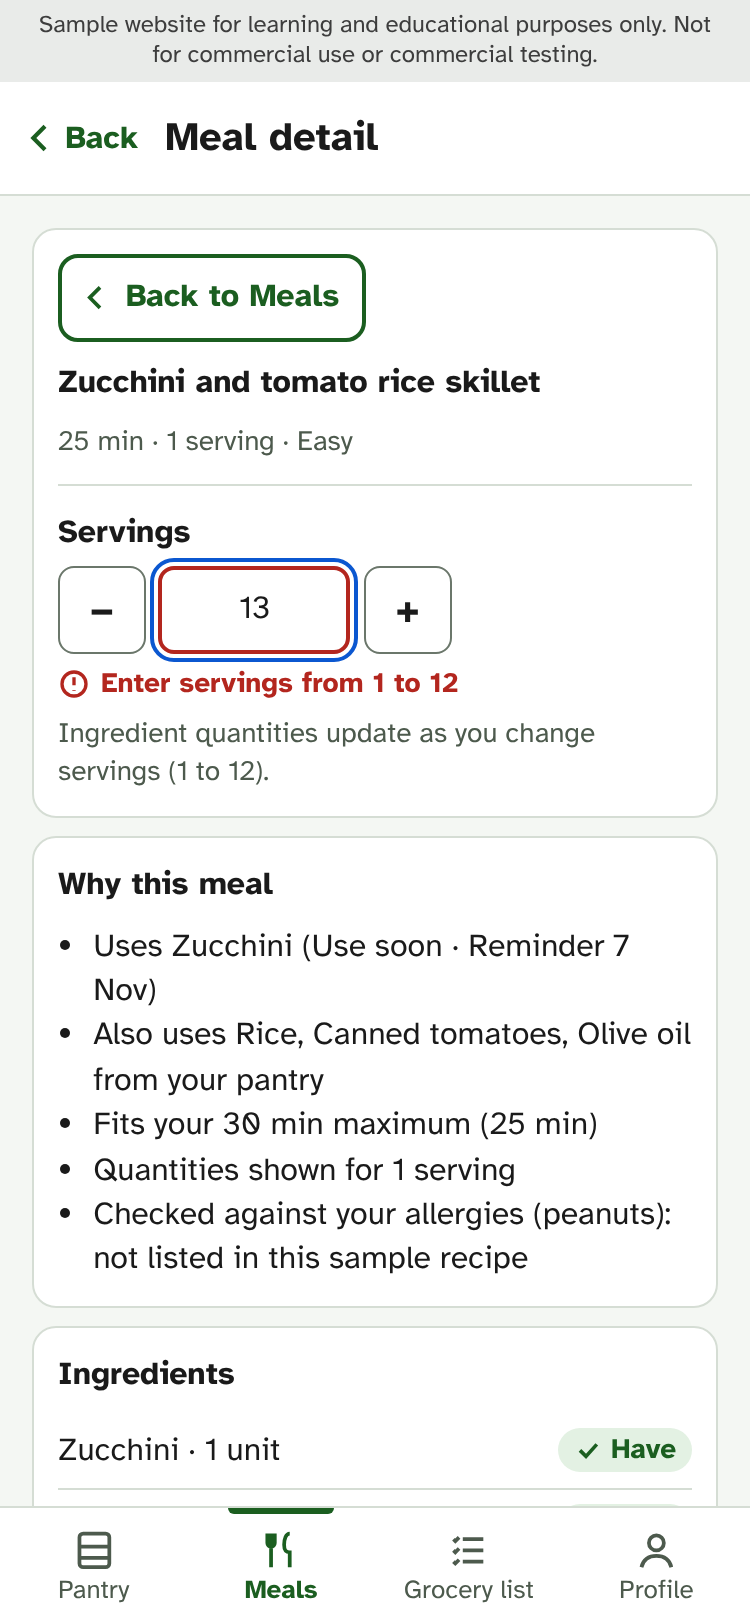 Sample website for learning and educational purposes only. Not
for commercial use or commercial testing.
Back
Meal detail
Back to Meals
Zucchini and tomato rice skillet
25 min · 1 serving · Easy
Servings
−
13
+
Enter servings from 1 to 12
Ingredient quantities update as you change
servings (1 to 12).
Why this meal
• Uses Zucchini (Use soon · Reminder 7
Nov)
• Also uses Rice, Canned tomatoes, Olive oil
from your pantry
• Fits your 30 min maximum (25 min)
• Quantities shown for 1 serving
• Checked against your allergies (peanuts):
not listed in this sample recipe
Ingredients
Zucchini · 1 unit
Have
Pantry
Meals
Grocery list
Profile